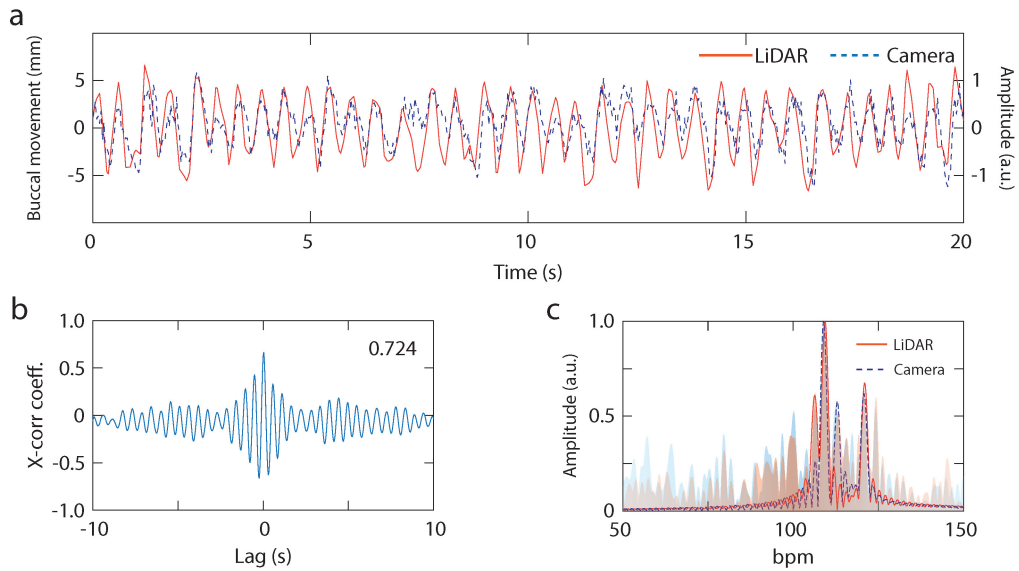 a
LiDAR
Camera
Buccal movement (mm)
5
0
-5
1
0
-1
Amplitude (a.u.)
0
5
10
15
20
Time (s)
b
1.0
0.5
0
-0.5
-1.0
X-corr coeff.
0.724
-10
0
10
Lag (s)
c
1.0
0.5
0
Amplitude (a.u.)
LiDAR
Camera
50
100
150
bpm